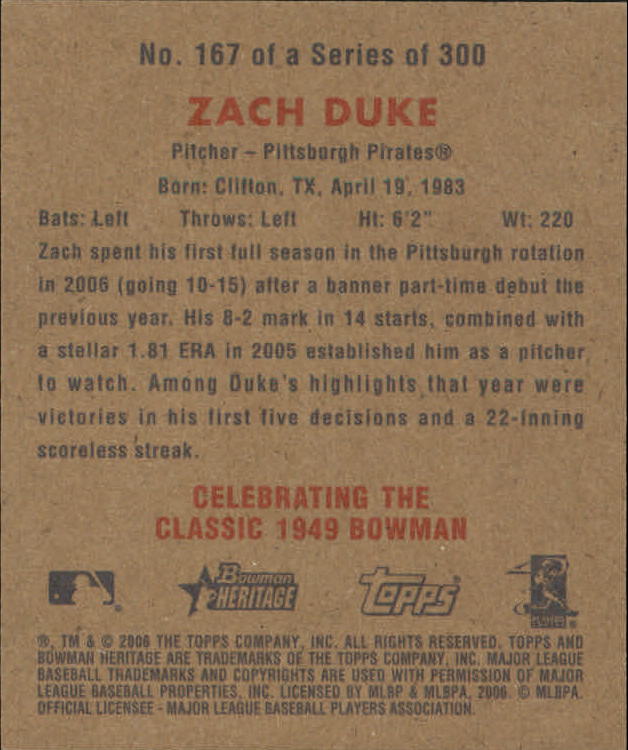 No. 167 of a Series of 300
ZACH DUKE
Pitcher – Pittsburgh Pirates®
Born: Clifton, TX, April 19, 1983
Bats: Left Throws: Left Ht: 6'2" Wt: 220
Zach spent his first full season in the Pittsburgh rotation
in 2006 (going 10-15) after a banner part-time debut the
previous year. His 8-2 mark in 14 starts, combined with
a stellar 1.81 ERA in 2005 established him as a pitcher
to watch. Among Duke's highlights that year were
victories in his first five decisions and a 22-inning
scoreless streak.
CELEBRATING THE
CLASSIC 1949 BOWMAN
Bowman
HERITAGE
Topps
®, TM & © 2006 THE TOPPS COMPANY, INC. ALL RIGHTS RESERVED. TOPPS AND
BOWMAN HERITAGE ARE TRADEMARKS OF THE TOPPS COMPANY, INC. MAJOR LEAGUE
BASEBALL TRADEMARKS AND COPYRIGHTS ARE USED WITH PERMISSION OF MAJOR
LEAGUE BASEBALL PROPERTIES, INC. LICENSED BY MLBP & MLBPA, 2006 © MLBPA.
OFFICIAL LICENSEE - MAJOR LEAGUE BASEBALL PLAYERS ASSOCIATION.